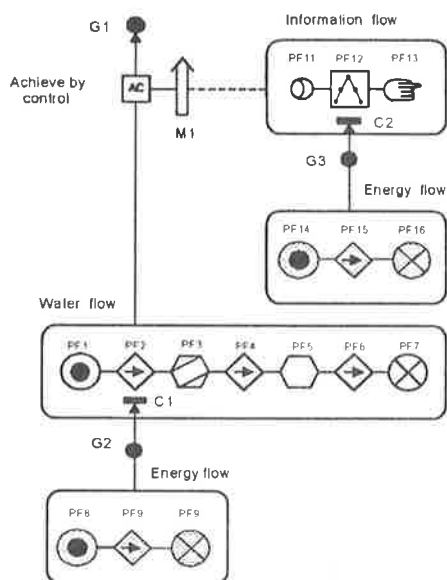 G1
Information flow
PF11 PF12 PF13
Achieve by
control
AC
M1
C2
G3
Energy flow
PF14 PF15 PF16
Water flow
PF1 PF2 PF3 PF4 PF5 PF6 PF7
C1
G2
Energy flow
PF8 PF9 PF9